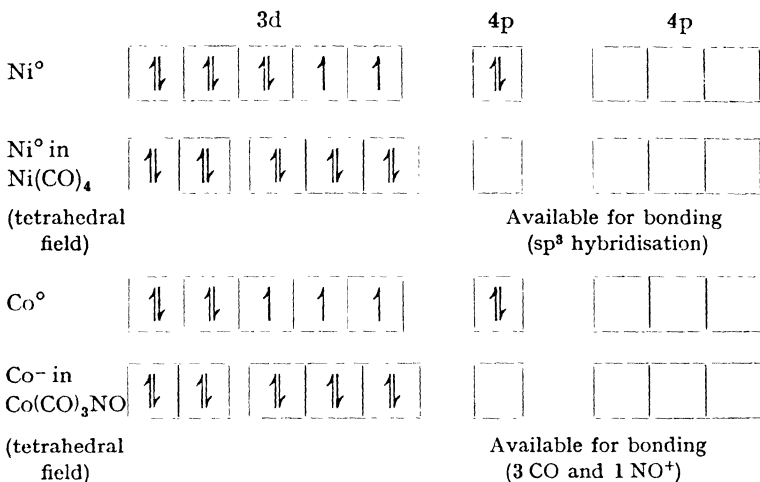 3d 4p 4p
Ni°
Ni° in
Ni(CO)₄
(tetrahedral
field)
Available for bonding
(sp³ hybridisation)
Co°
Co⁻ in
Co(CO)₃NO
(tetrahedral
field)
Available for bonding
(3 CO and 1 NO⁺)